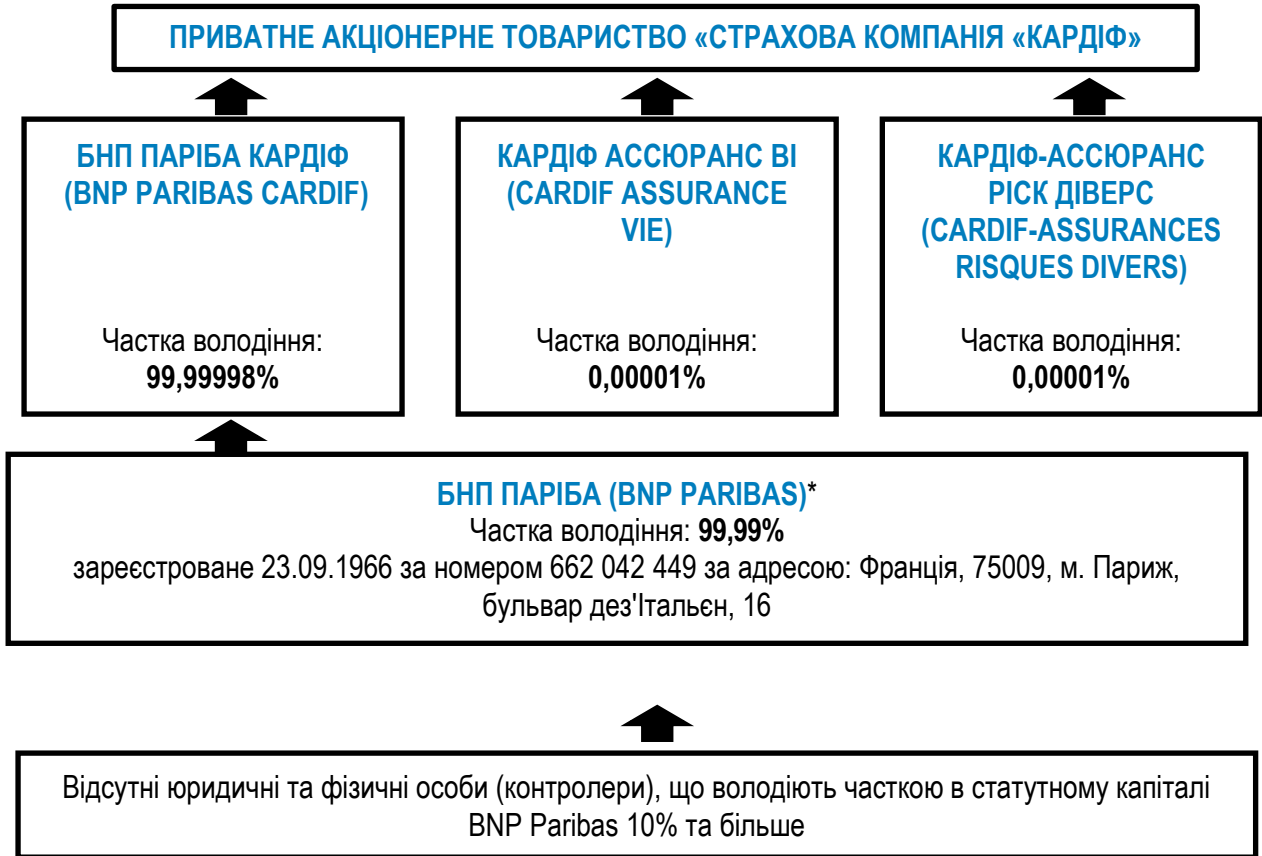 ПРИВАТНЕ АКЦІОНЕРНЕ ТОВАРИСТВО «СТРАХОВА КОМПАНІЯ «КАРДІФ»
БНП ПАРІБА КАРДІФ
(BNP PARIBAS CARDIF)
Частка володіння:
99,99998%
КАРДІФ АССЮРАНС ВІ
(CARDIF ASSURANCE
VIE)
Частка володіння:
0,00001%
КАРДІФ-АССЮРАНС
РІСК ДІВЕРС
(CARDIF-ASSURANCES
RISQUES DIVERS)
Частка володіння:
0,00001%
БНП ПАРІБА (BNP PARIBAS)*
Частка володіння: 99,99%
зареєстроване 23.09.1966 за номером 662 042 449 за адресою: Франція, 75009, м. Париж,
бульвар дез'Італьєн, 16
Відсутні юридичні та фізичні особи (контролери), що володіють часткою в статутному капіталі
BNP Paribas 10% та більше